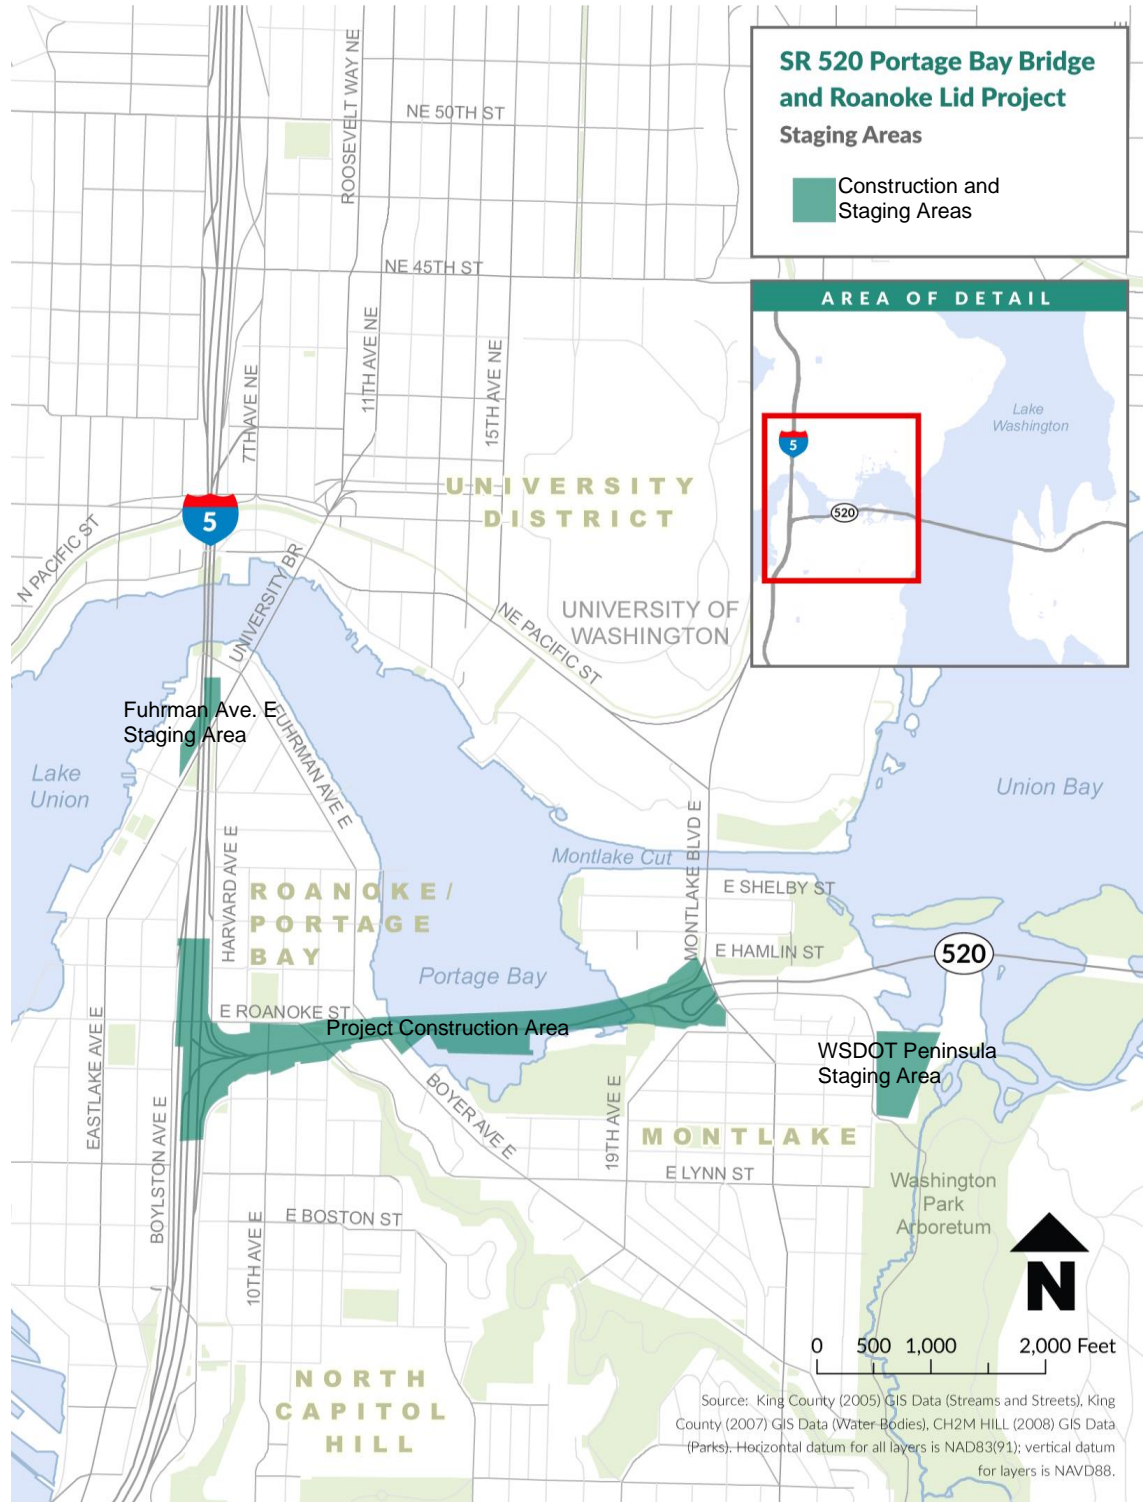 SR 520 Portage Bay Bridge
and Roanoke Lid Project
Staging Areas
Construction and
Staging Areas
AREA OF DETAIL
Lake
Washington
5
520
ROOSEVELT WAY NE
NE 50TH ST
NE 45TH ST
11TH AVE NE
7TH AVE NE
15TH AVE NE
UNIVERSITY
DISTRICT
5
N PACIFIC ST
UNIVERSITY BR
UNIVERSITY OF
WASHINGTON
NE PACIFIC ST
Fuhrman Ave. E
Staging Area
FUHRMAN AVE E
Lake
Union
Union Bay
MONTLAKE BLVD E
Montlake Cut
HARVARD AVE E
E SHELBY ST
ROANOKE/
PORTAGE
BAY
E HAMLIN ST
520
Portage Bay
E ROANOKE ST
Project Construction Area
EASTLAKE AVE E
WSDOT Peninsula
Staging Area
BOYER AVE E
19TH AVE E
BOYLSTON AVE E
MONTLAKE
E LYNN ST
Washington
Park
Arboretum
E BOSTON ST
10TH AVE E
N
0 500 1,000 2,000 Feet
NORTH
CAPITOL
HILL
Source: King County (2005) GIS Data (Streams and Streets), King
County (2007) GIS Data (Water Bodies), CH2M HILL (2008) GIS Data
(Parks). Horizontal datum for all layers is NAD83(91); vertical datum
for layers is NAVD88.